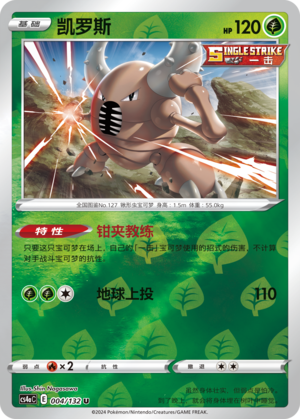 基础 凯罗斯 HP 120
SINGLE STRIKE
一击
全国图鉴No.127 锹形虫宝可梦 身高:1.5m 体重:55.0kg
特性 钳夹教练
只要这只宝可梦在场上,自己的「一击」宝可梦使用的招式的伤害,不计算
对手战斗宝可梦的抗性。
地球上投 110
弱点 ×2 抗性 撤退
Illus. Shin Nagasawa
CS4aC E 004/132 U
©2024 Pokémon/Nintendo/Creatures/GAME FREAK.